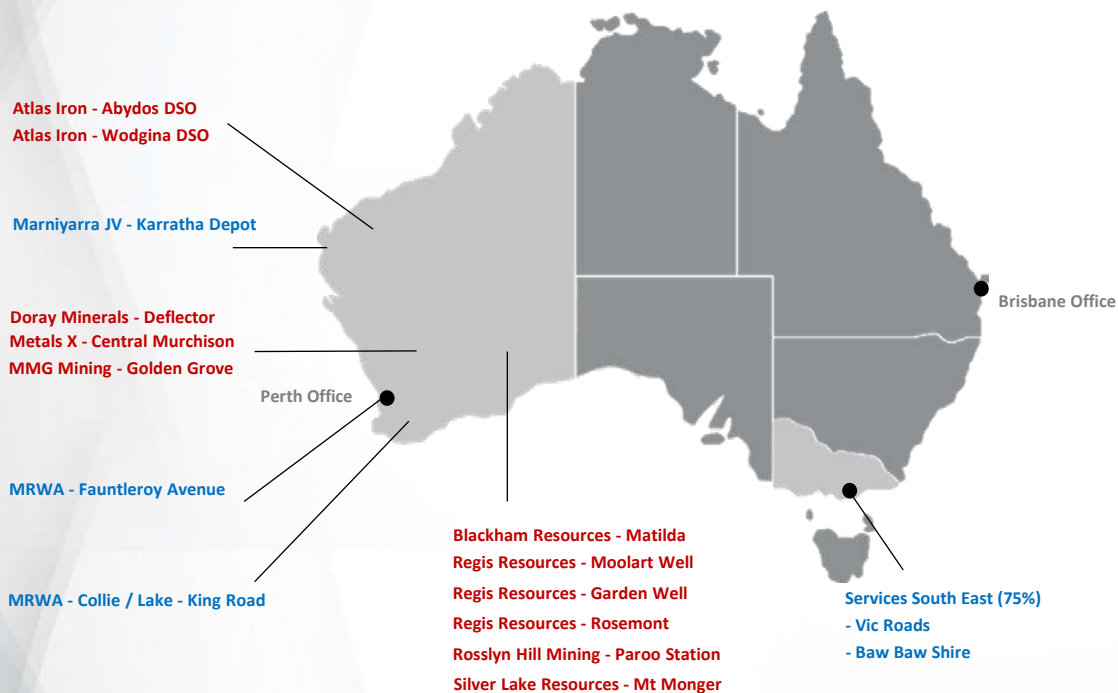 Atlas Iron - Abydos DSO
Atlas Iron - Wodgina DSO
Marniyarra JV - Karratha Depot
Brisbane Office
Doray Minerals - Deflector
Metals X - Central Murchison
MMG Mining - Golden Grove
Perth Office
MRWA - Fauntleroy Avenue
Blackham Resources - Matilda
Regis Resources - Moolart Well
Regis Resources - Garden Well
Regis Resources - Rosemont
Rosslyn Hill Mining - Paroo Station
Silver Lake Resources - Mt Monger
MRWA - Collie / Lake - King Road
Services South East (75%)
- Vic Roads
- Baw Baw Shire